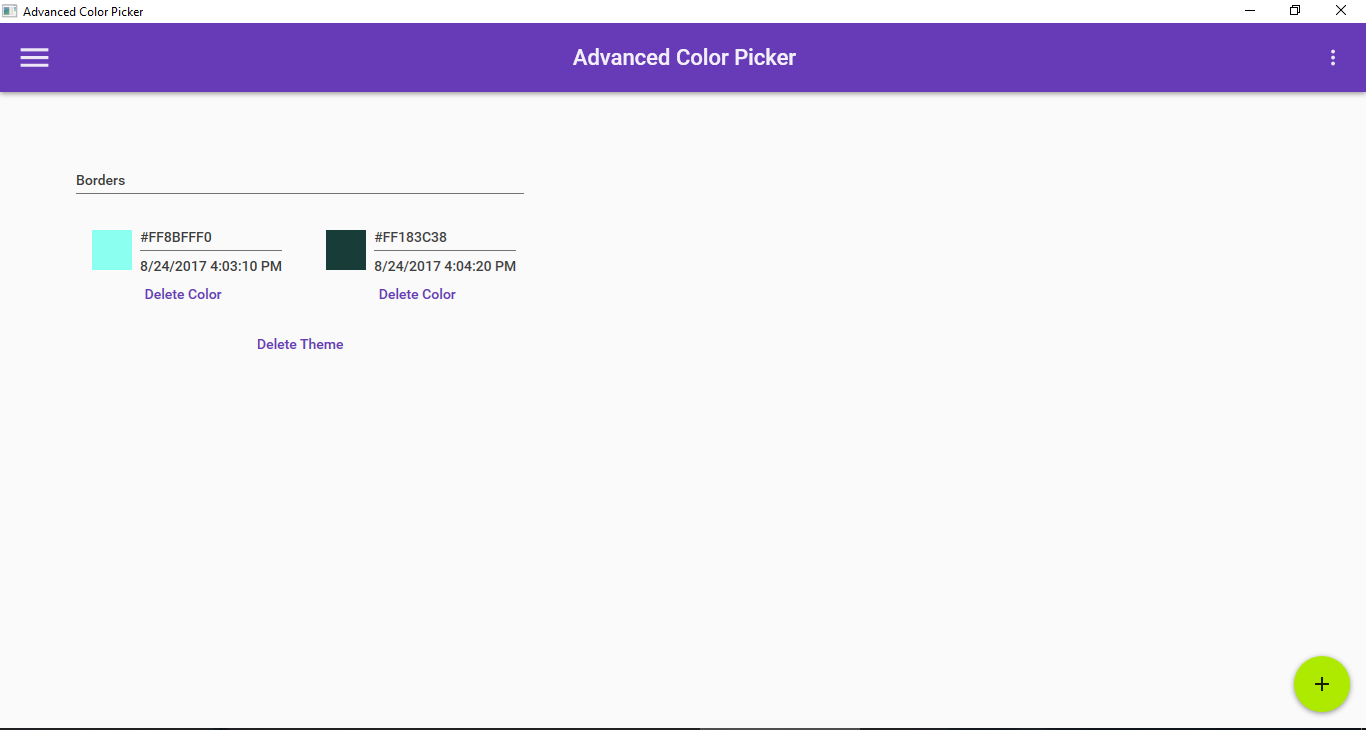 Advanced Color Picker
Advanced Color Picker
Borders
#FF8BFFF0
8/24/2017 4:03:10 PM
Delete Color
#FF183C38
8/24/2017 4:04:20 PM
Delete Color
Delete Theme